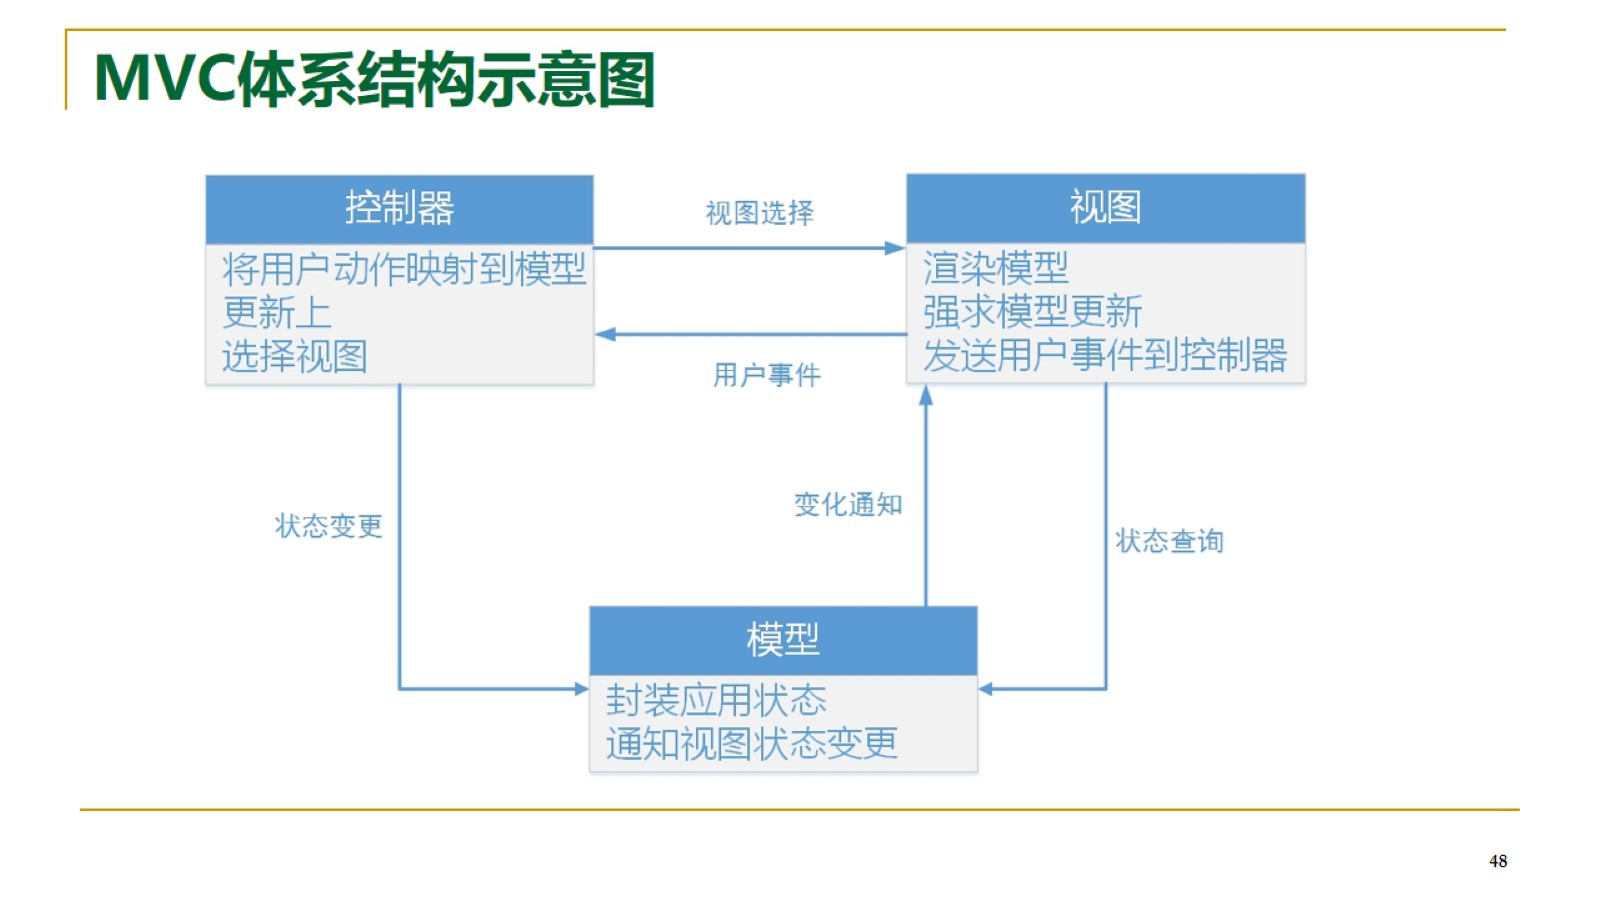 MVC体系结构示意图
控制器
将用户动作映射到模型
更新上
选择视图
视图选择
用户事件
视图
渲染模型
强求模型更新
发送用户事件到控制器
状态变更
变化通知
状态查询
模型
封装应用状态
通知视图状态变更
48